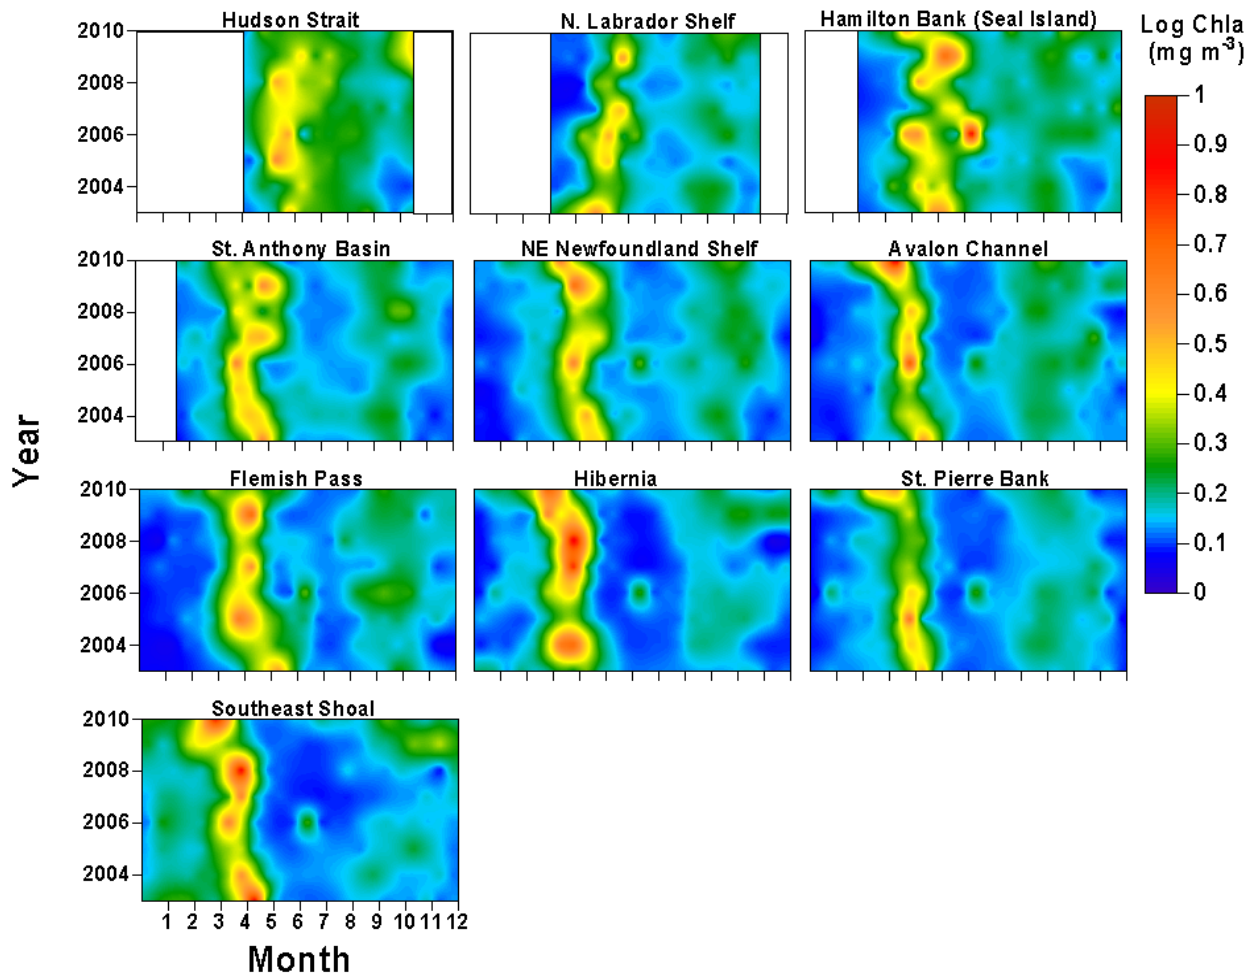 Hudson Strait
N. Labrador Shelf
Hamilton Bank (Seal Island)
Log Chla
(mg m-3)
2010
2008
2006
2004
1
0.9
0.8
0.7
0.6
0.5
0.4
0.3
0.2
0.1
0
St. Anthony Basin
NE Newfoundland Shelf
Avalon Channel
2010
2008
2006
2004
Year
Flemish Pass
Hibernia
St. Pierre Bank
2010
2008
2006
2004
Southeast Shoal
2010
2008
2006
2004
1 2 3 4 5 6 7 8 9 10 11 12
Month